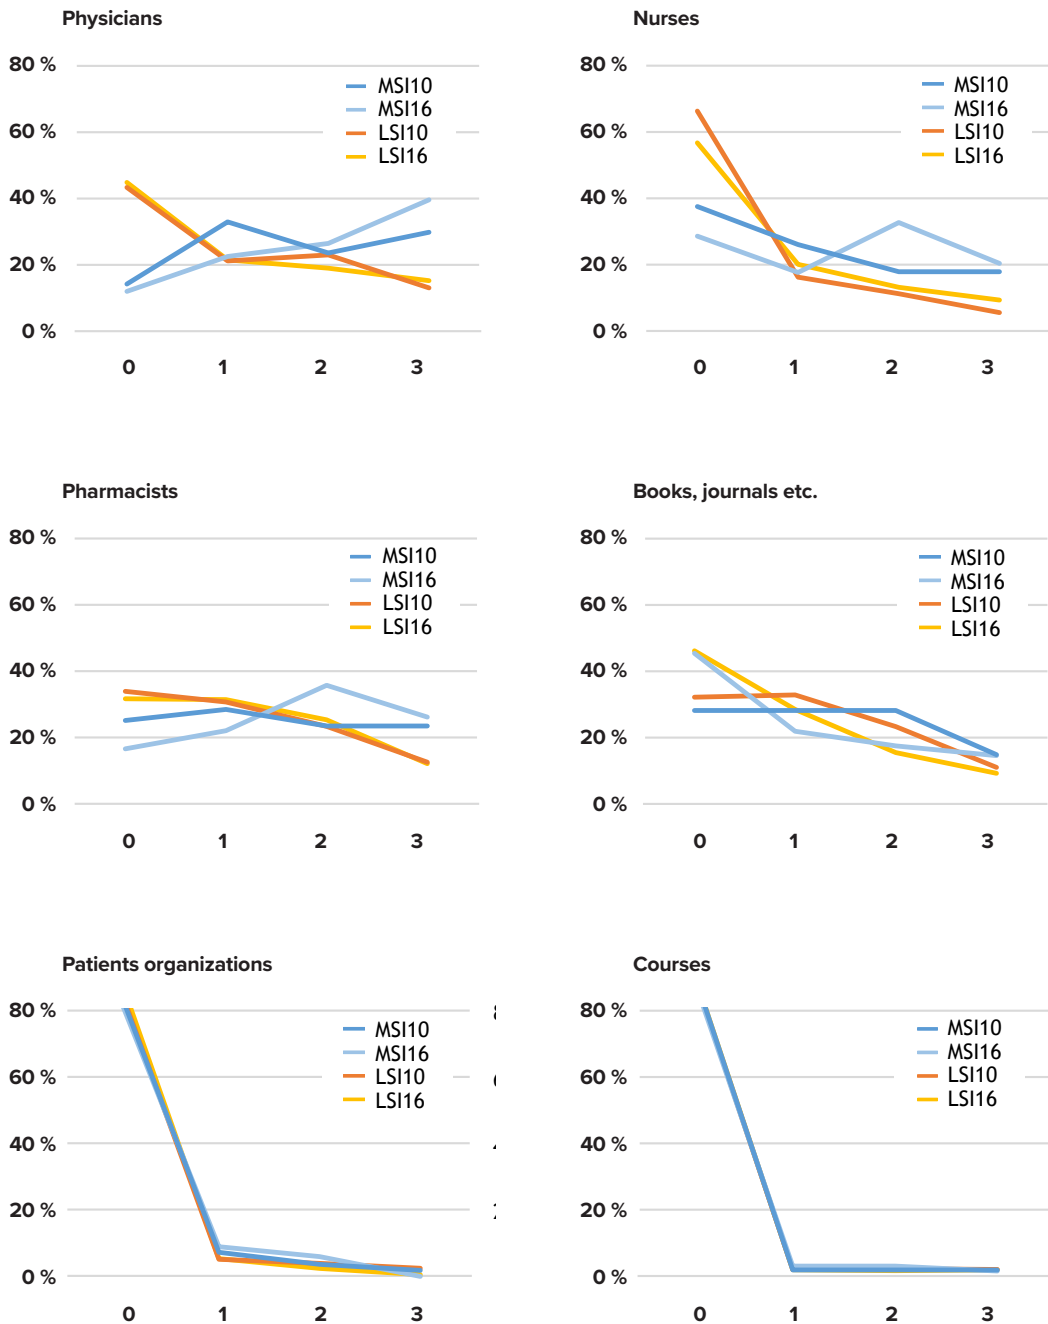 Physicians
80 %
60 %
40 %
20 %
0 %
MSI10
MSI16
LSI10
LSI16
0 1 2 3
Nurses
80 %
60 %
40 %
20 %
0 %
MSI10
MSI16
LSI10
LSI16
0 1 2 3
Pharmacists
80 %
60 %
40 %
20 %
0 %
MSI10
MSI16
LSI10
LSI16
0 1 2 3
Books, journals etc.
80 %
60 %
40 %
20 %
0 %
MSI10
MSI16
LSI10
LSI16
0 1 2 3
Patients organizations
80 %
60 %
40 %
20 %
0 %
MSI10
MSI16
LSI10
LSI16
0 1 2 3
Courses
80 %
60 %
40 %
20 %
0 %
MSI10
MSI16
LSI10
LSI16
0 1 2 3